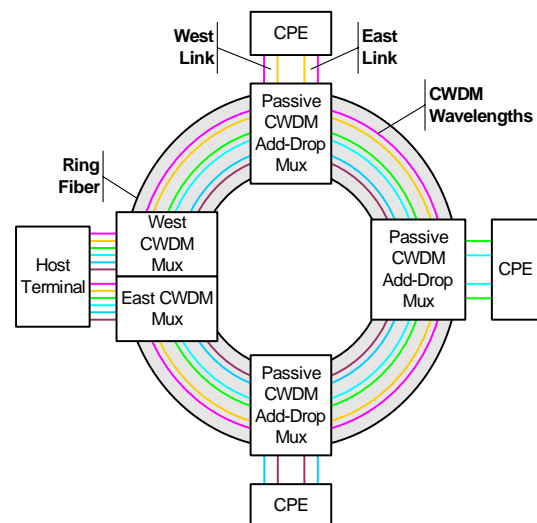 West
Link
CPE
East
Link
Passive
CWDM
Add-Drop
Mux
CWDM
Wavelengths
Ring
Fiber
West
CWDM
Mux
Host
Terminal
East CWDM
Mux
Passive
CWDM
Add-Drop
Mux
CPE
Passive
CWDM
Add-Drop
Mux
CPE